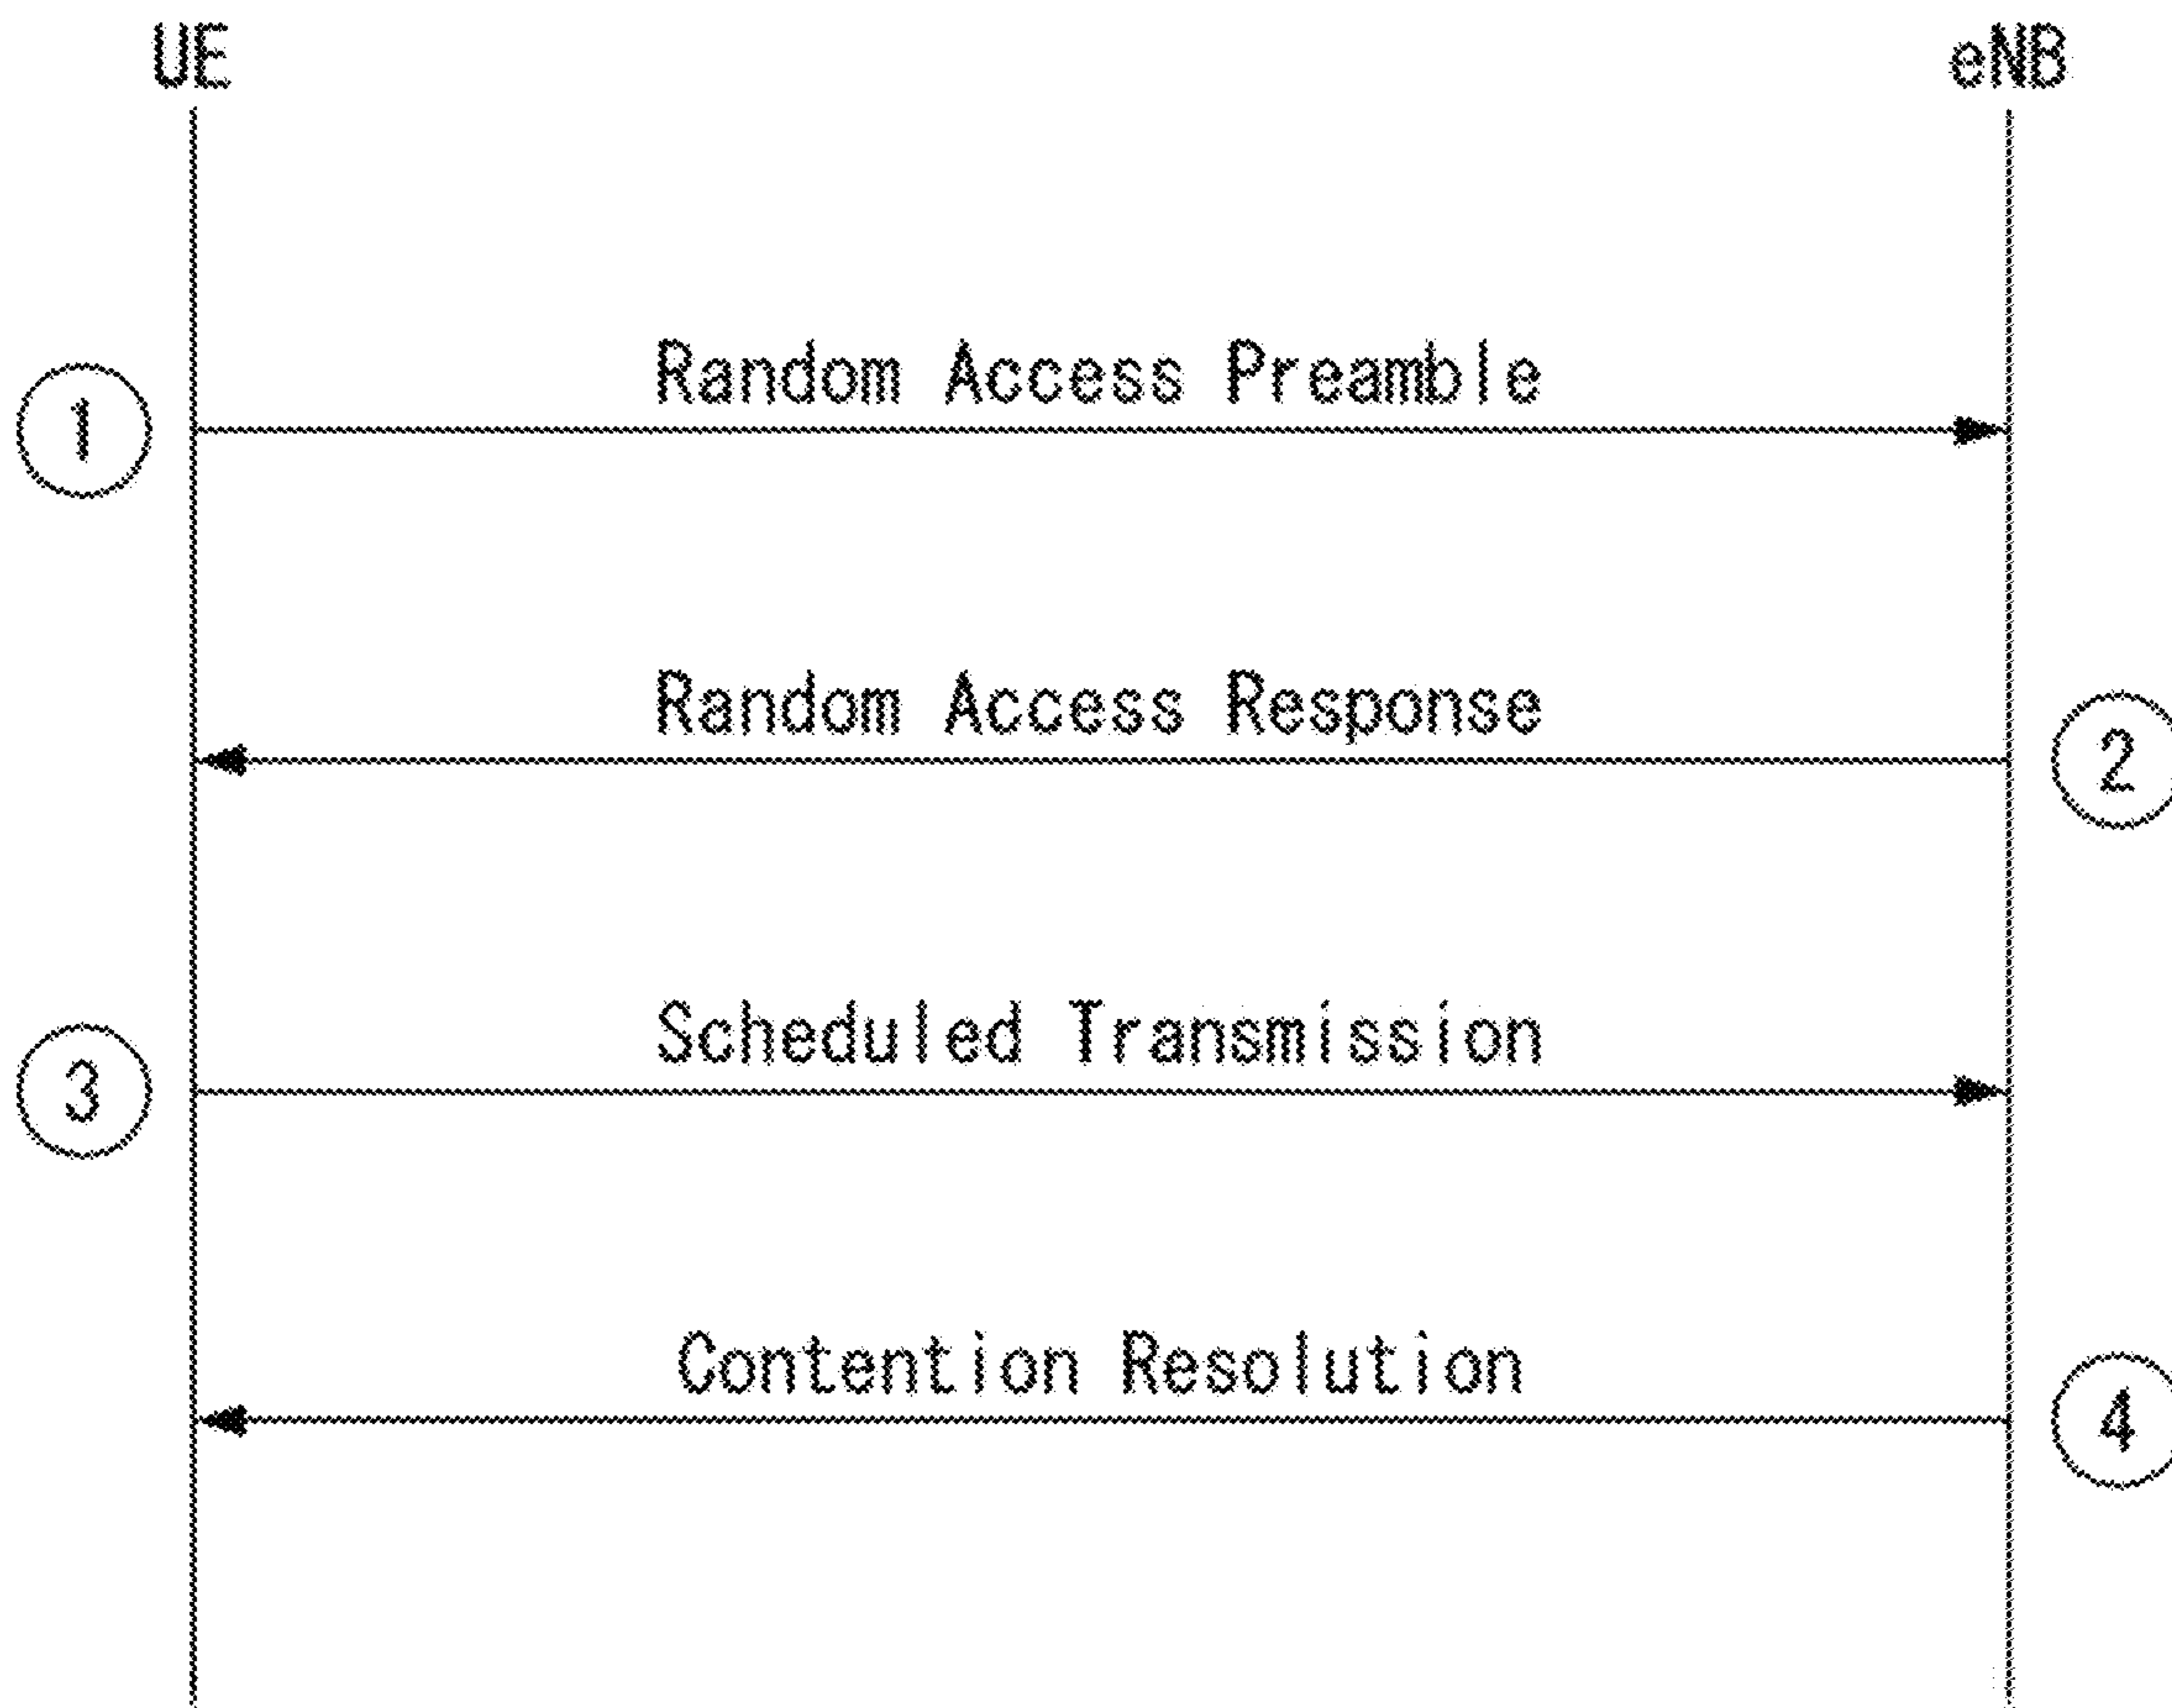 UE
eNB
Random Access Preamble
1
Random Access Response
2
Scheduled Transmission
3
Contention Resolution
4